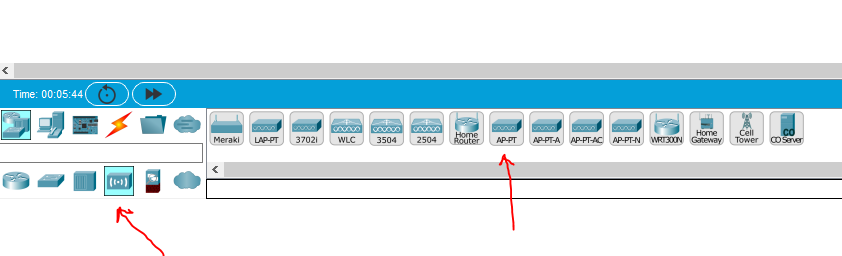 <
Time: 00:05:44
Meraki LAP-PT 3702i WLC 3504 2504 Home Router AP-PT AP-PT-A AP-PT-AC AP-PT-N WRT300N Home Gateway Cell Tower CO CO Server
<